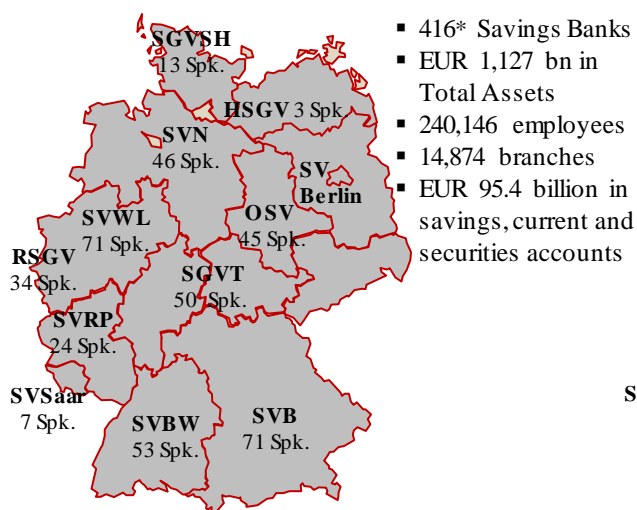 SGVSH
13 Spk.
HSGV 3 Spk.
SVN
46 Spk.
SV
Berlin
OSV
45 Spk.
SVWL
71 Spk.
RSGV
34 Spk.
SGVT
50 Spk.
SVRP
24 Spk.
SVSaar
7 Spk.
SVBW
53 Spk.
SVB
71 Spk.
▪ 416* Savings Banks
▪ EUR 1,127 bn in
Total Assets
▪ 240,146 employees
▪ 14,874 branches
▪ EUR 95.4 billion in
savings, current and
securities accounts
S